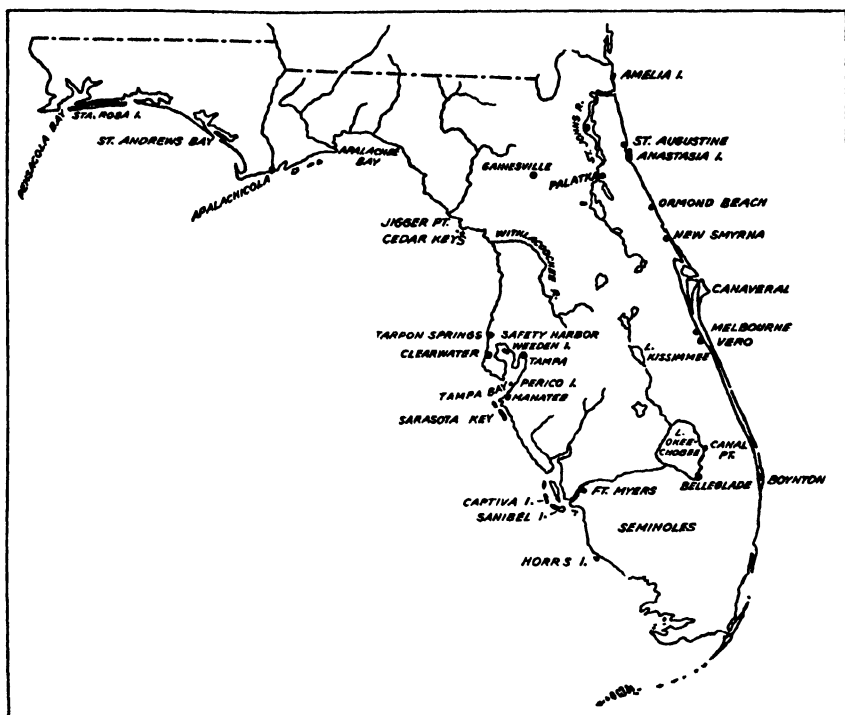 AMELIA I.
PENSACOLA BAY
STA. ROSA I.
ST. ANDREWS BAY
APALACHICOLA
APALACHEE
BAY
ST. JOHNS R.
ST. AUGUSTINE
ANASTASIA I.
GAINESVILLE
PALATKA
ORMOND BEACH
JIGGER PT.
CEDAR KEYS
WITHLACOOCHEE R.
NEW SMYRNA
CANAVERAL
TARPON SPRINGS
SAFETY HARBOR
WEEDEN I.
CLEARWATER
TAMPA
L.
KISSIMMEE
MELBOURNE
VERO
TAMPA BAY
PERICO I.
MANATEE
SARASOTA KEY
L.
OKEE-
CHOBEE
CANAL
PT.
BELLEGLADE
BOYNTON
CAPTIVA I.
SANIBEL I.
FT. MYERS
SEMINOLES
HORRS I.